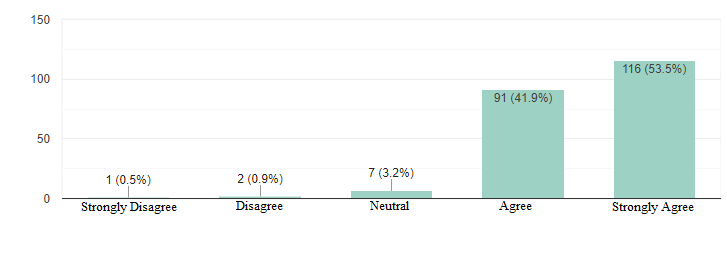 150
100
50
0
1 (0.5%)
2 (0.9%)
7 (3.2%)
91 (41.9%)
116 (53.5%)
Strongly Disagree
Disagree
Neutral
Agree
Strongly Agree